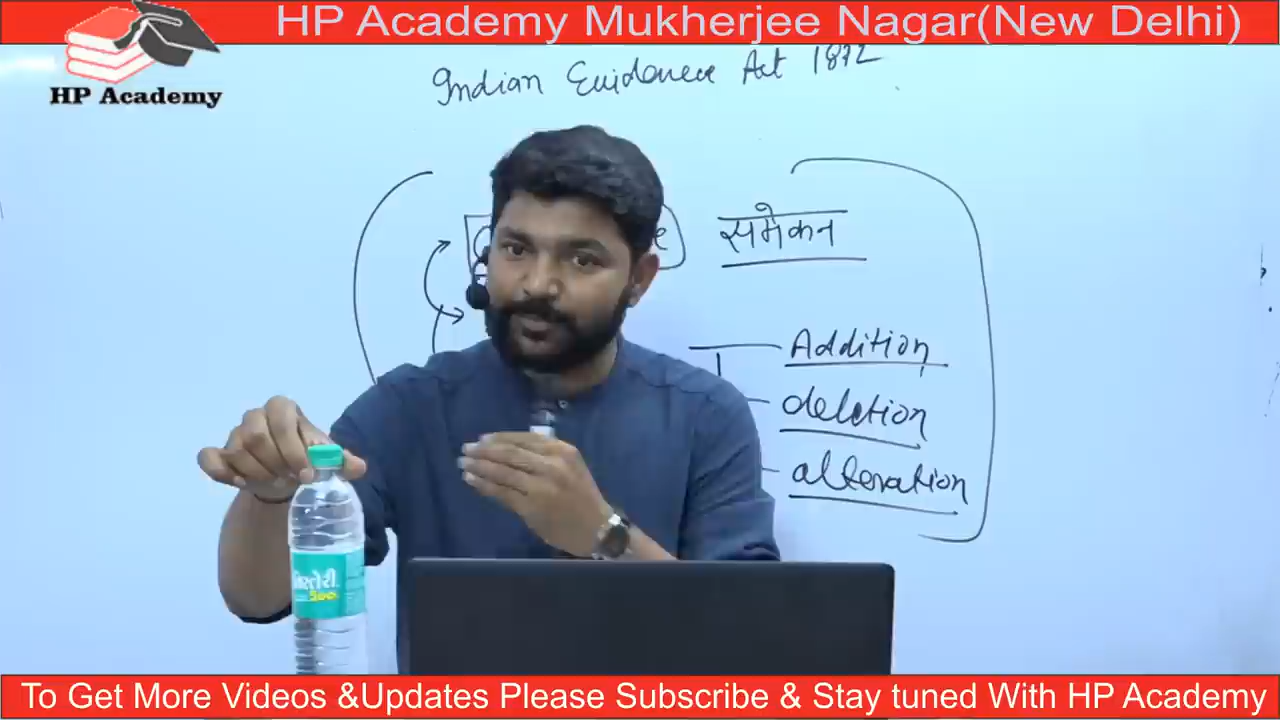 HP Academy Mukherjee Nagar(New Delhi)
HP Academy
Indian Evidence Act 1872
समेकन
Addition
deletion
alteration
500
To Get More Videos &Updates Please Subscribe & Stay tuned With HP Academy